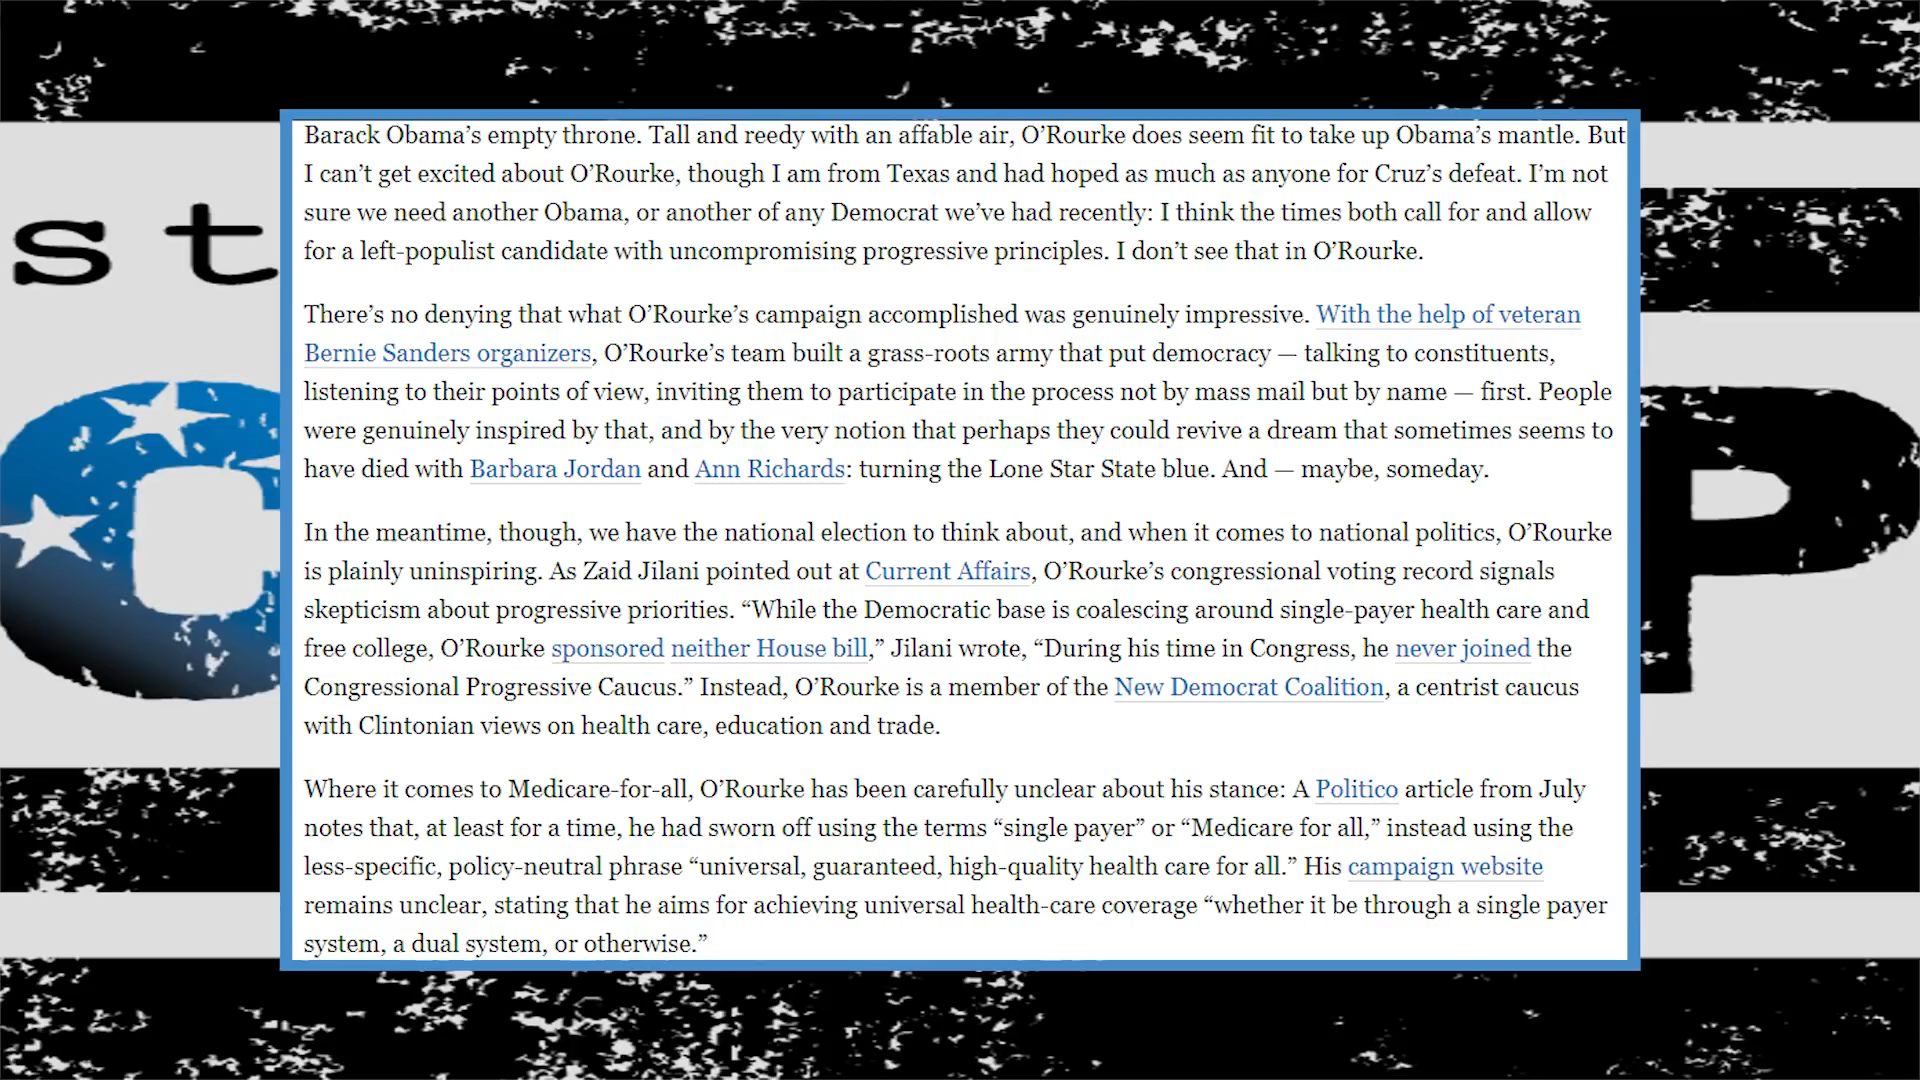 Barack Obama’s empty throne. Tall and reedy with an affable air, O’Rourke does seem fit to take up Obama’s mantle. But
I can’t get excited about O’Rourke, though I am from Texas and had hoped as much as anyone for Cruz’s defeat. I’m not
sure we need another Obama, or another of any Democrat we’ve had recently: I think the times both call for and allow
for a left-populist candidate with uncompromising progressive principles. I don’t see that in O’Rourke.
There’s no denying that what O’Rourke’s campaign accomplished was genuinely impressive. With the help of veteran
Bernie Sanders organizers, O’Rourke’s team built a grass-roots army that put democracy — talking to constituents,
listening to their points of view, inviting them to participate in the process not by mass mail but by name — first. People
were genuinely inspired by that, and by the very notion that perhaps they could revive a dream that sometimes seems to
have died with Barbara Jordan and Ann Richards: turning the Lone Star State blue. And — maybe, someday.
In the meantime, though, we have the national election to think about, and when it comes to national politics, O’Rourke
is plainly uninspiring. As Zaid Jilani pointed out at Current Affairs, O’Rourke’s congressional voting record signals
skepticism about progressive priorities. “While the Democratic base is coalescing around single-payer health care and
free college, O’Rourke sponsored neither House bill,” Jilani wrote, “During his time in Congress, he never joined the
Congressional Progressive Caucus.” Instead, O’Rourke is a member of the New Democrat Coalition, a centrist caucus
with Clintonian views on health care, education and trade.
Where it comes to Medicare-for-all, O’Rourke has been carefully unclear about his stance: A Politico article from July
notes that, at least for a time, he had sworn off using the terms “single payer” or “Medicare for all,” instead using the
less-specific, policy-neutral phrase “universal, guaranteed, high-quality health care for all.” His campaign website
remains unclear, stating that he aims for achieving universal health-care coverage “whether it be through a single payer
system, a dual system, or otherwise.”
st
P